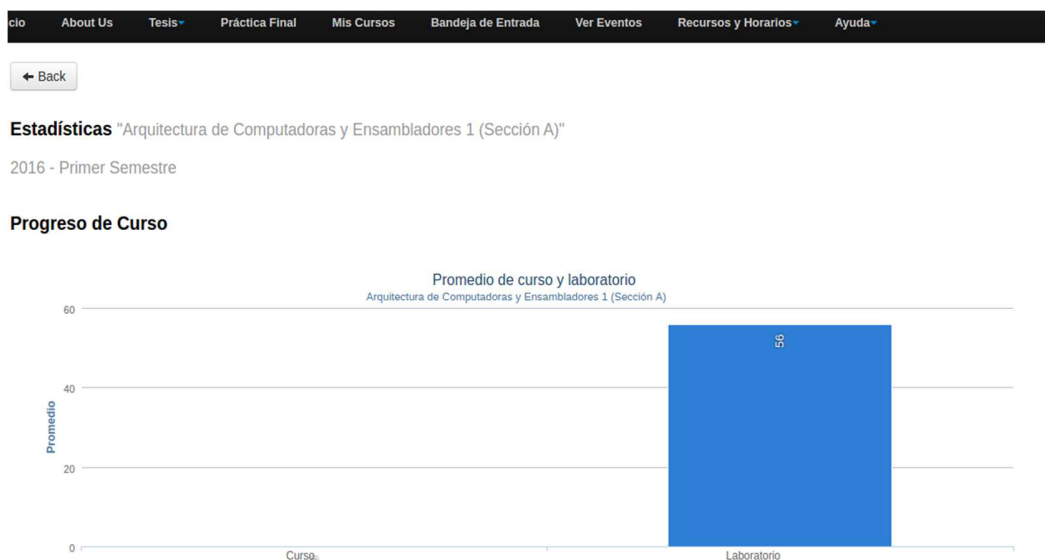 cio About Us Tesis Práctica Final Mis Cursos Bandeja de Entrada Ver Eventos Recursos y Horarios Ayuda
Back
Estadísticas "Arquitectura de Computadoras y Ensambladores 1 (Sección A)"
2016 - Primer Semestre
Progreso de Curso
Promedio de curso y laboratorio
Arquitectura de Computadoras y Ensambladores 1 (Sección A)
60
56
40
Promedio
20
0
Curso Laboratorio